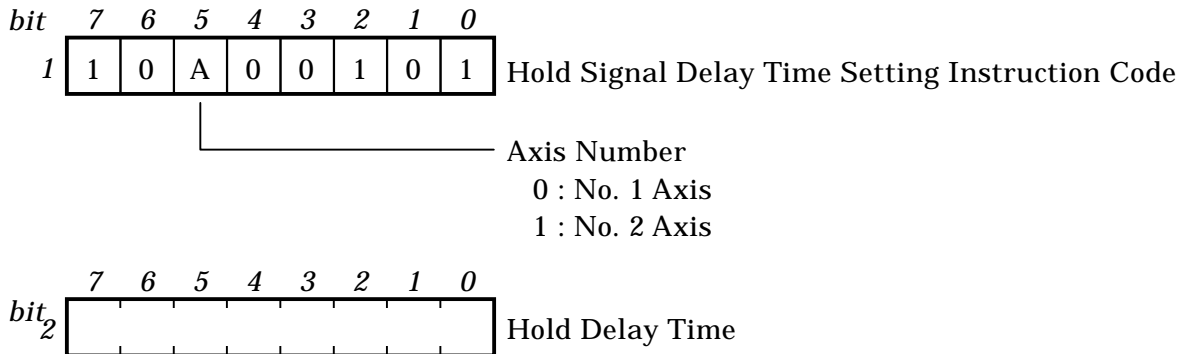 bit 7 6 5 4 3 2 1 0
1 1 0 A 0 0 1 0 1 Hold Signal Delay Time Setting Instruction Code
Axis Number
0 : No. 1 Axis
1 : No. 2 Axis
7 6 5 4 3 2 1 0
bit
2 Hold Delay Time